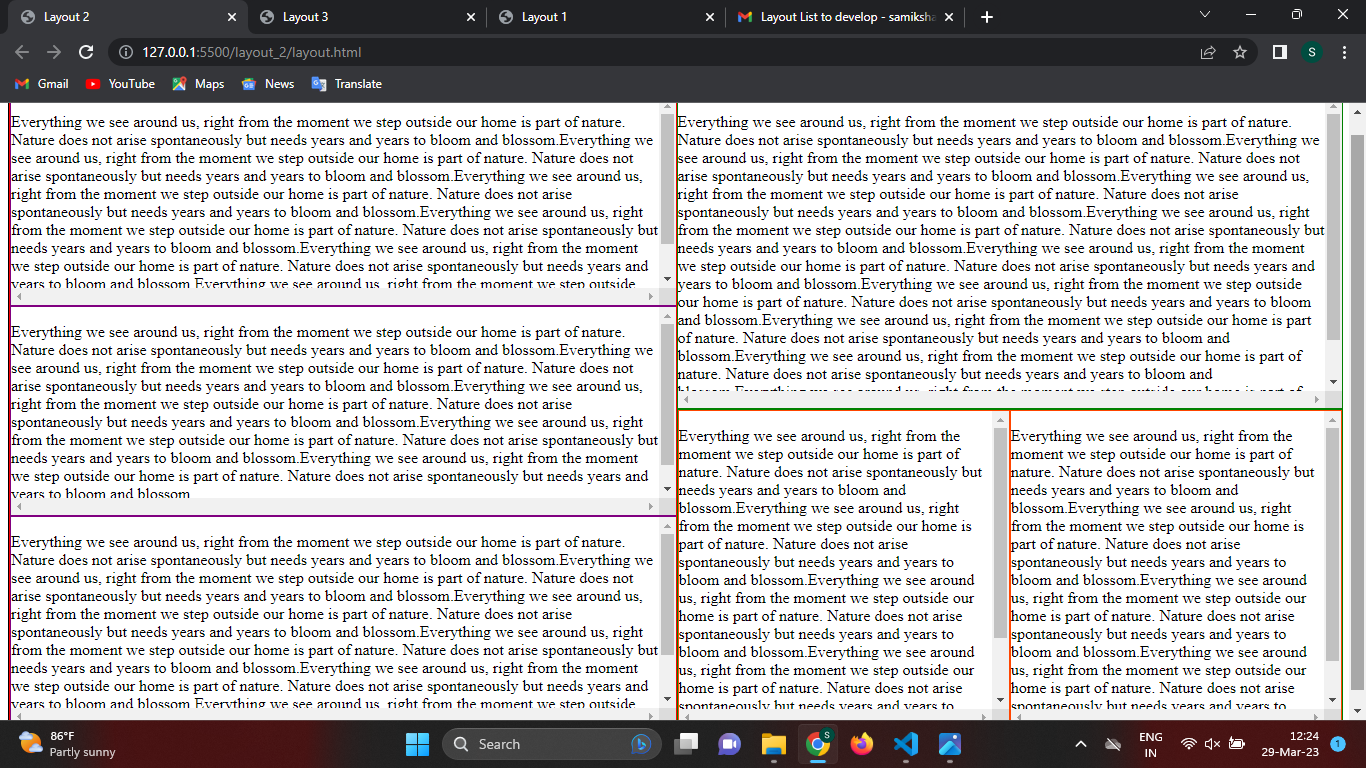 Layout 2
Layout 3
Layout 1
Layout List to develop - samiksha
127.0.0.1:5500/layout_2/layout.html
S
Gmail
YouTube
Maps
News
Translate
Everything we see around us, right from the moment we step outside our home is part of nature.
Nature does not arise spontaneously but needs years and years to bloom and blossom.Everything we
see around us, right from the moment we step outside our home is part of nature. Nature does not
arise spontaneously but needs years and years to bloom and blossom.Everything we see around us,
right from the moment we step outside our home is part of nature. Nature does not arise
spontaneously but needs years and years to bloom and blossom.Everything we see around us, right
from the moment we step outside our home is part of nature. Nature does not arise spontaneously but
needs years and years to bloom and blossom.Everything we see around us, right from the moment
we step outside our home is part of nature. Nature does not arise spontaneously but needs years and
years to bloom and blossom.Everything we see around us, right from the moment we step outside
Everything we see around us, right from the moment we step outside our home is part of nature.
Nature does not arise spontaneously but needs years and years to bloom and blossom.Everything we
see around us, right from the moment we step outside our home is part of nature. Nature does not
arise spontaneously but needs years and years to bloom and blossom.Everything we see around us,
right from the moment we step outside our home is part of nature. Nature does not arise
spontaneously but needs years and years to bloom and blossom.Everything we see around us, right
from the moment we step outside our home is part of nature. Nature does not arise spontaneously but
needs years and years to bloom and blossom.Everything we see around us, right from the moment
we step outside our home is part of nature. Nature does not arise spontaneously but needs years and
years to bloom and blossom
Everything we see around us, right from the moment we step outside our home is part of nature.
Nature does not arise spontaneously but needs years and years to bloom and blossom.Everything we
see around us, right from the moment we step outside our home is part of nature. Nature does not
arise spontaneously but needs years and years to bloom and blossom.Everything we see around us,
right from the moment we step outside our home is part of nature. Nature does not arise
spontaneously but needs years and years to bloom and blossom.Everything we see around us, right
from the moment we step outside our home is part of nature. Nature does not arise spontaneously but
needs years and years to bloom and blossom.Everything we see around us, right from the moment
we step outside our home is part of nature. Nature does not arise spontaneously but needs years and
years to bloom and blossom.Everything we see around us, right from the moment we step outside
Everything we see around us, right from the moment we step outside our home is part of nature.
Nature does not arise spontaneously but needs years and years to bloom and blossom.Everything we
see around us, right from the moment we step outside our home is part of nature. Nature does not
arise spontaneously but needs years and years to bloom and blossom.Everything we see around us,
right from the moment we step outside our home is part of nature. Nature does not arise
spontaneously but needs years and years to bloom and blossom.Everything we see around us, right
from the moment we step outside our home is part of nature. Nature does not arise spontaneously but
needs years and years to bloom and blossom.Everything we see around us, right from the moment
we step outside our home is part of nature. Nature does not arise spontaneously but needs years and
years to bloom and blossom.Everything we see around us, right from the moment we step outside
our home is part of nature. Nature does not arise spontaneously but needs years and years to bloom
and blossom.Everything we see around us, right from the moment we step outside our home is part
of nature. Nature does not arise spontaneously but needs years and years to bloom and
blossom.Everything we see around us, right from the moment we step outside our home is part of
nature. Nature does not arise spontaneously but needs years and years to bloom and
blossom.Everything we see around us, right from the moment we step outside our home is part of
Everything we see around us, right from the
moment we step outside our home is part of
nature. Nature does not arise spontaneously but
needs years and years to bloom and
blossom.Everything we see around us, right
from the moment we step outside our home is
part of nature. Nature does not arise
spontaneously but needs years and years to
bloom and blossom.Everything we see around
us, right from the moment we step outside our
home is part of nature. Nature does not arise
spontaneously but needs years and years to
bloom and blossom.Everything we see around
us, right from the moment we step outside our
home is part of nature. Nature does not arise
spontaneously but needs years and years to
Everything we see around us, right from the
moment we step outside our home is part of
nature. Nature does not arise spontaneously but
needs years and years to bloom and
blossom.Everything we see around us, right
from the moment we step outside our home is
part of nature. Nature does not arise
spontaneously but needs years and years to
bloom and blossom.Everything we see around
us, right from the moment we step outside our
home is part of nature. Nature does not arise
spontaneously but needs years and years to
bloom and blossom.Everything we see around
us, right from the moment we step outside our
home is part of nature. Nature does not arise
spontaneously but needs years and years to
86°F
Partly sunny
Search
S
ENG
IN
12:24
29-Mar-23
1